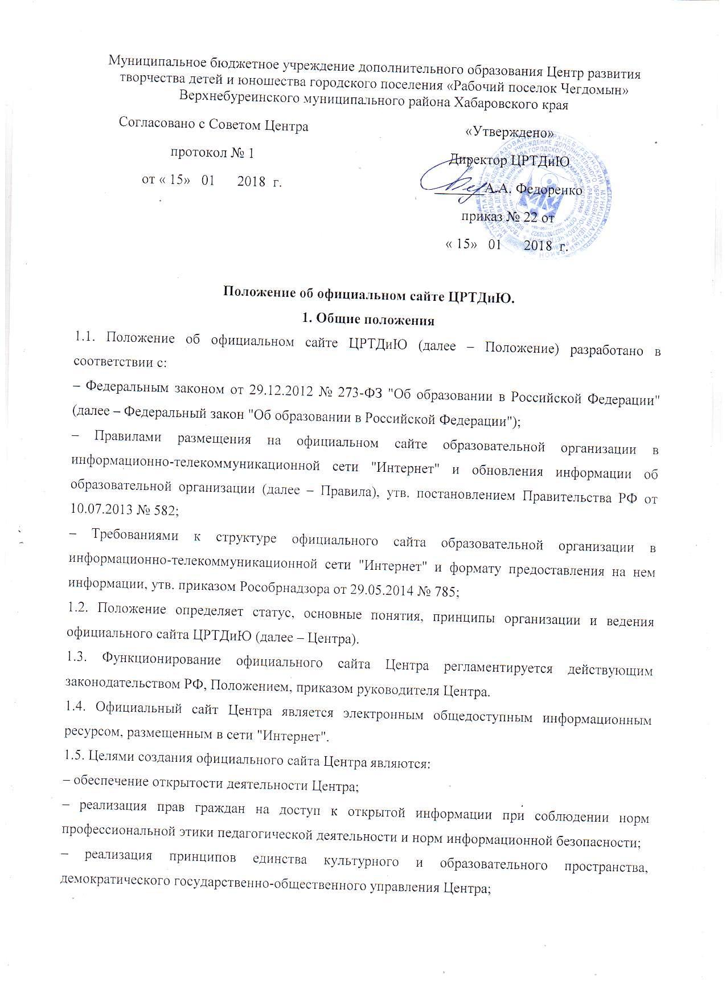 Муниципальное бюджетное учреждение дополнительного образования Центр развития
творчества детей и юношества городского поселения «Рабочий поселок Чегдомын»
Верхнебуреинского муниципального района Хабаровского края
Согласовано с Советом Центра
протокол № 1
от « 15» 01 2018 г.
«Утверждено»
Директор ЦРТДиЮ
А.А. Федоренко
приказ № 22 от
« 15» 01 2018 г.
Положение об официальном сайте ЦРТДиЮ.
1. Общие положения
1.1. Положение об официальном сайте ЦРТДиЮ (далее – Положение) разработано в
соответствии с:
– Федеральным законом от 29.12.2012 № 273-ФЗ "Об образовании в Российской Федерации"
(далее – Федеральный закон "Об образовании в Российской Федерации");
– Правилами размещения на официальном сайте образовательной организации в
информационно-телекоммуникационной сети "Интернет" и обновления информации об
образовательной организации (далее – Правила), утв. постановлением Правительства РФ от
10.07.2013 № 582;
– Требованиями к структуре официального сайта образовательной организации в
информационно-телекоммуникационной сети "Интернет" и формату предоставления на нем
информации, утв. приказом Рособрнадзора от 29.05.2014 № 785;
1.2. Положение определяет статус, основные понятия, принципы организации и ведения
официального сайта ЦРТДиЮ (далее – Центра).
1.3. Функционирование официального сайта Центра регламентируется действующим
законодательством РФ, Положением, приказом руководителя Центра.
1.4. Официальный сайт Центра является электронным общедоступным информационным
ресурсом, размещенным в сети "Интернет".
1.5. Целями создания официального сайта Центра являются:
– обеспечение открытости деятельности Центра;
– реализация прав граждан на доступ к открытой информации при соблюдении норм
профессиональной этики педагогической деятельности и норм информационной безопасности;
– реализация принципов единства культурного и образовательного пространства,
демократического государственно-общественного управления Центра;